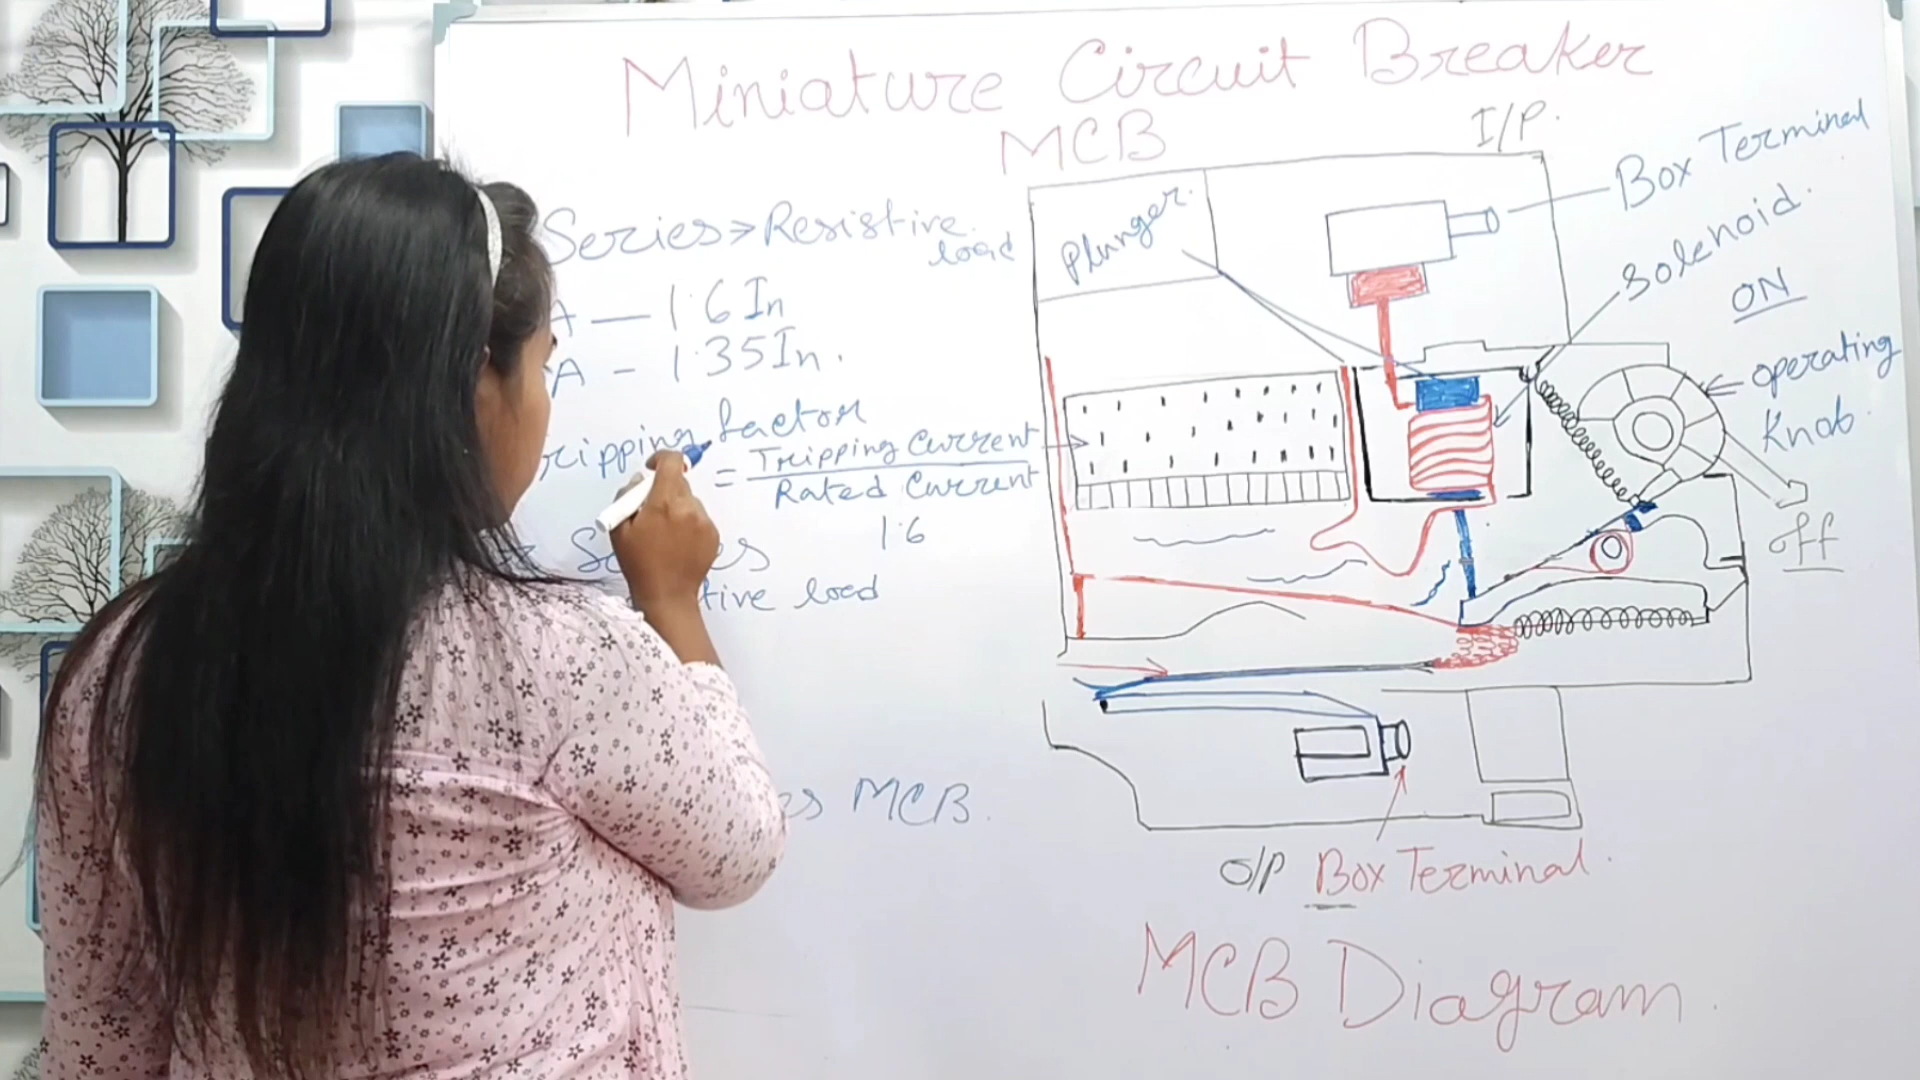 Miniature Circuit Breaker
MCB
Series > Resistive
load
A — 1.6 In
A - 1.35 In.
factor
= Tripping Current
Rated Current
1.6
load
MCB.
I/P.
Plunger.
Box Terminal
Solenoid.
ON
operating
Knob.
off
O/P Box Terminal.
MCB Diagram.